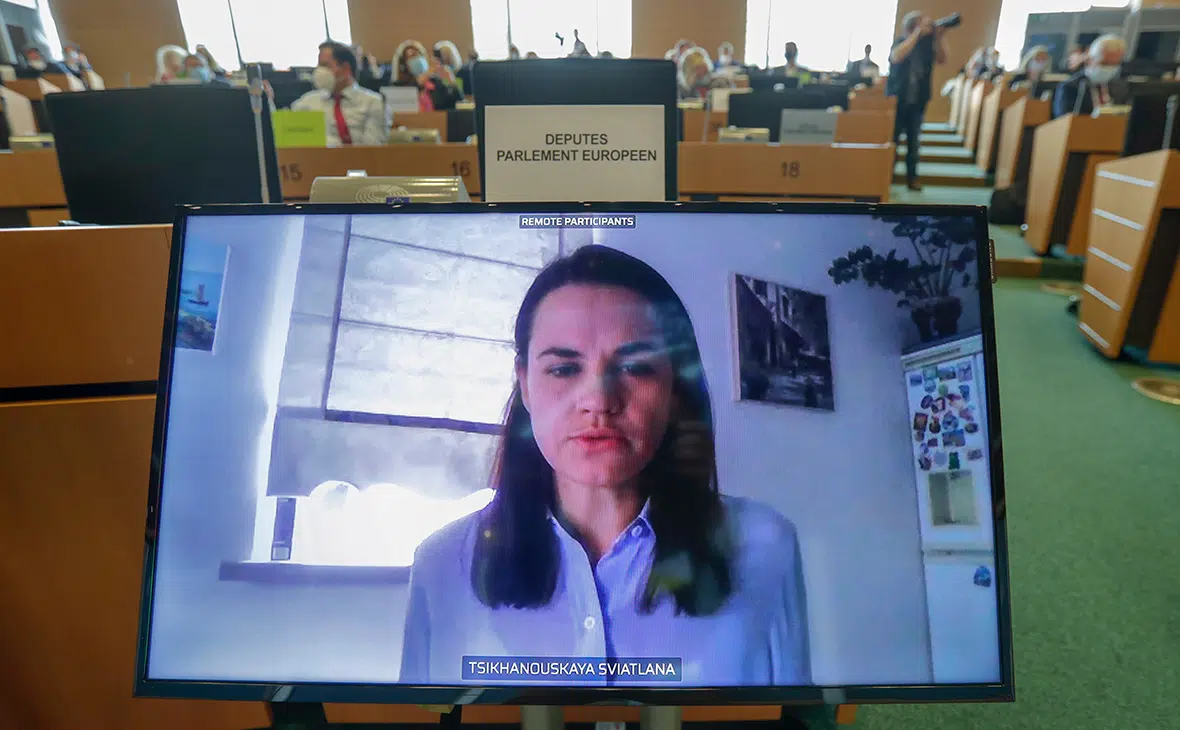 DEPUTES
PARLEMENT EUROPEEN
15
16
18
REMOTE PARTICIPANTS
TSIKHANOUSKAYA SVIATLANA